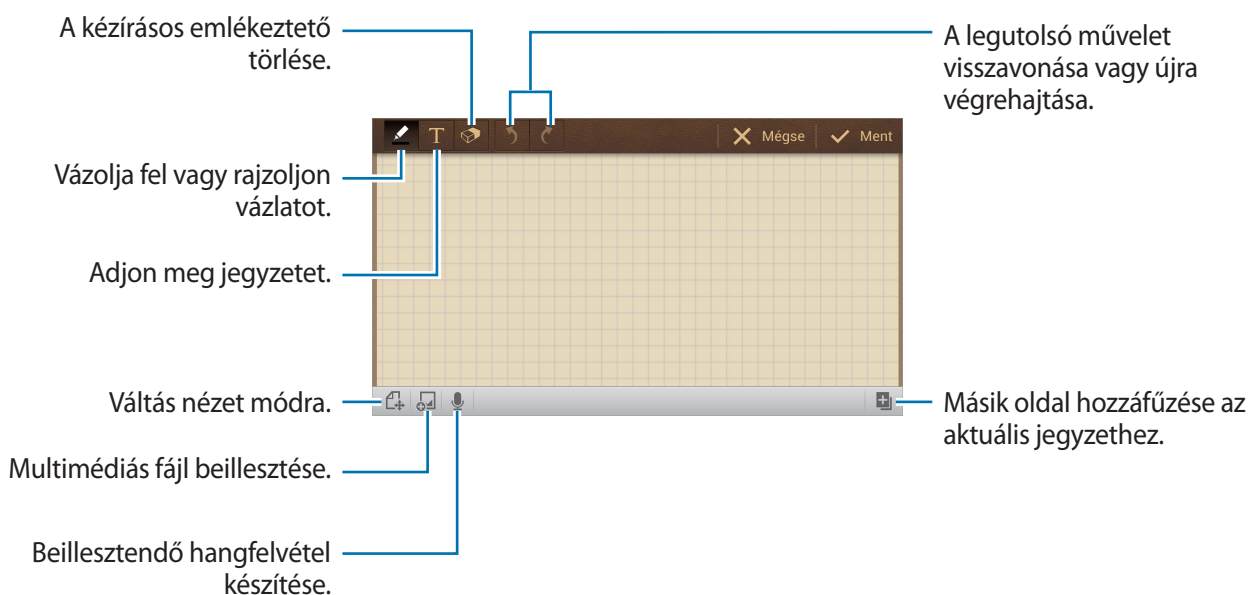 A kézírásos emlékeztető
törlése.
A legutolsó művelet
visszavonása vagy újra
végrehajtása.
T
Mégse
Ment
Vázolja fel vagy rajzoljon
vázlatot.
Adjon meg jegyzetet.
Váltás nézet módra.
Másik oldal hozzáfűzése az
aktuális jegyzethez.
Multimédiás fájl beillesztése.
Beillesztendő hangfelvétel
készítése.